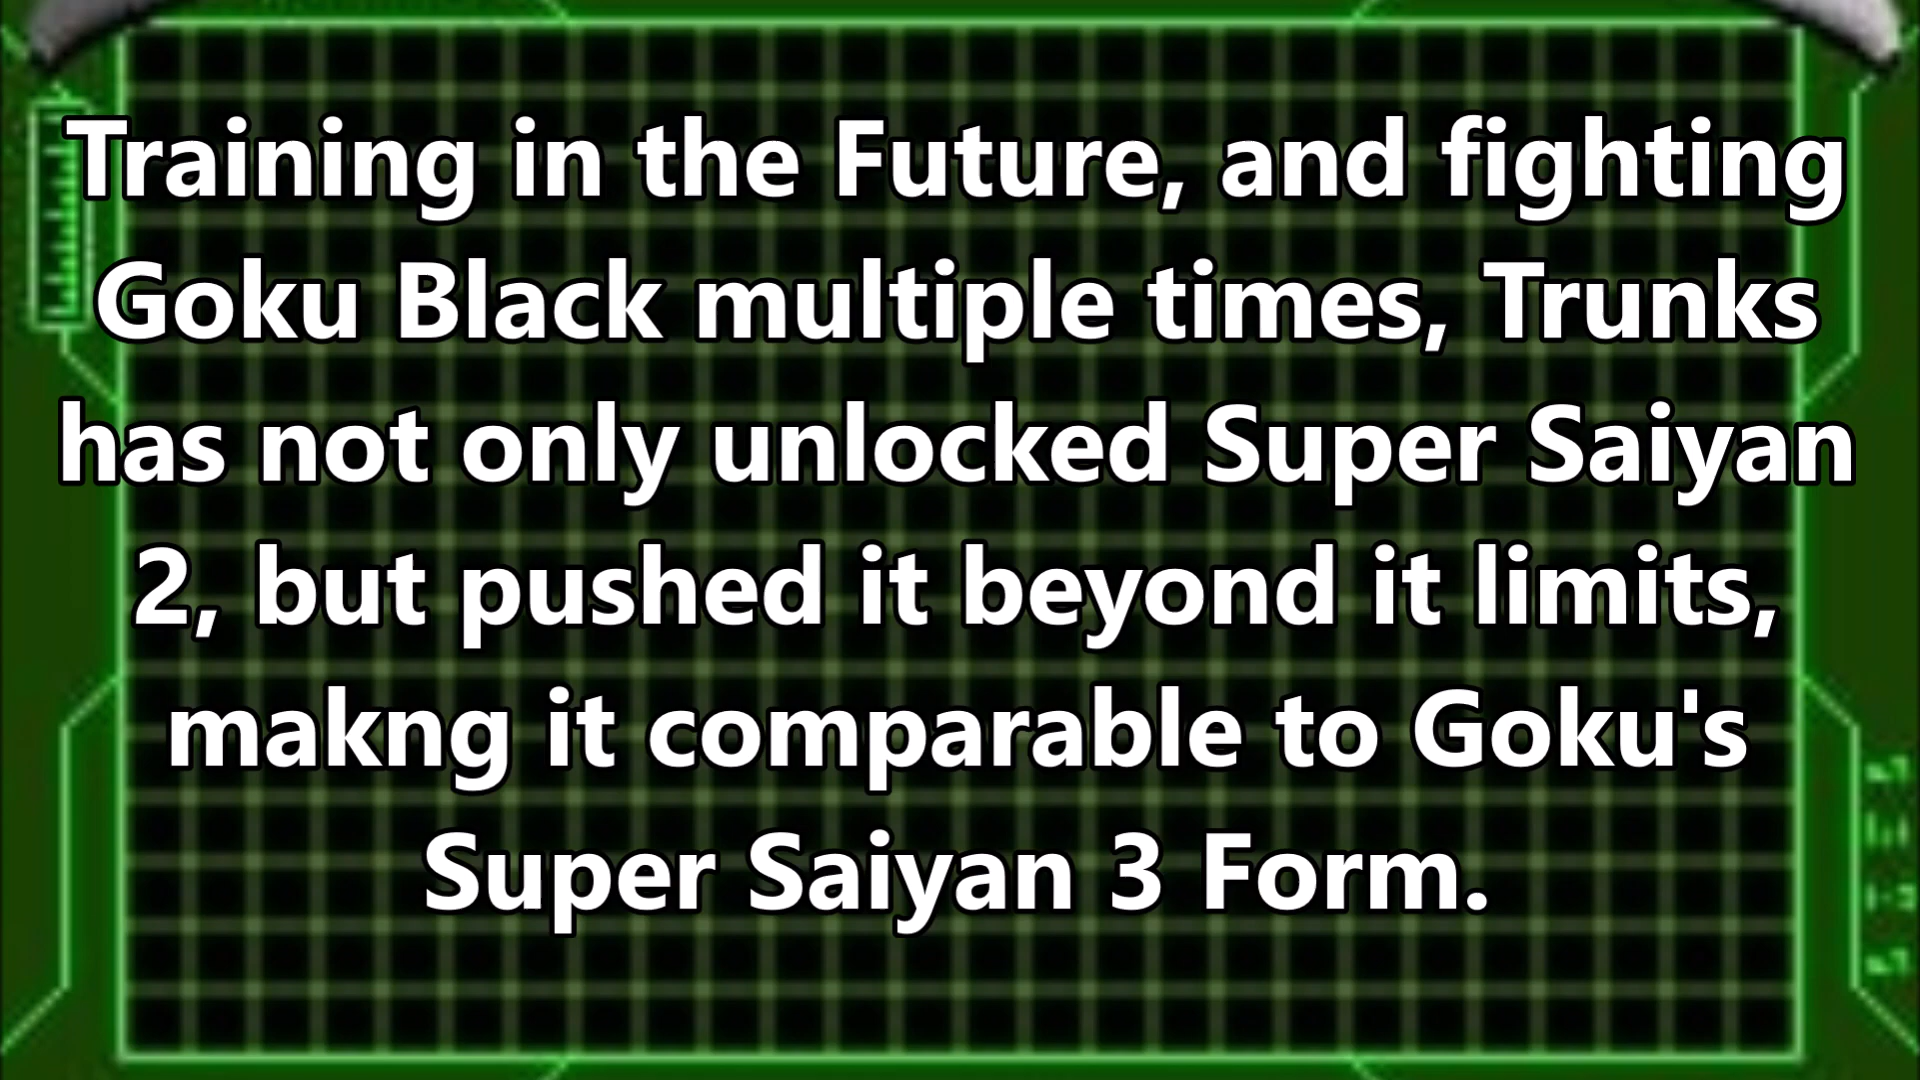 Training in the Future, and fighting
Goku Black multiple times, Trunks
has not only unlocked Super Saiyan
2, but pushed it beyond it limits,
makng it comparable to Goku's
Super Saiyan 3 Form.